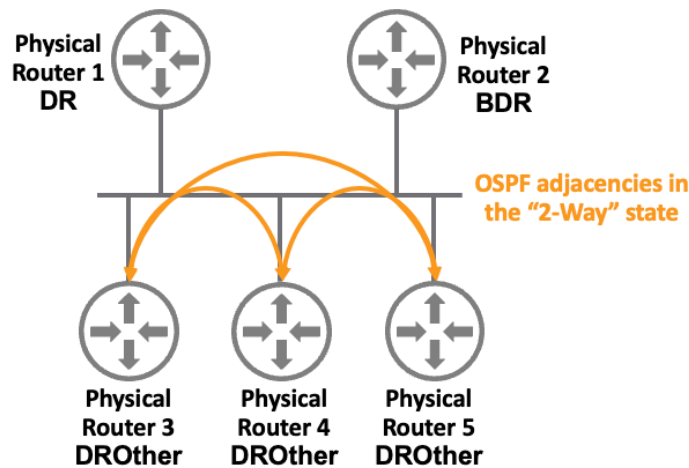 Physical
Router 1
DR
Physical
Router 2
BDR
OSPF adjacencies in
the “2-Way” state
Physical
Router 3
DROther
Physical
Router 4
DROther
Physical
Router 5
DROther